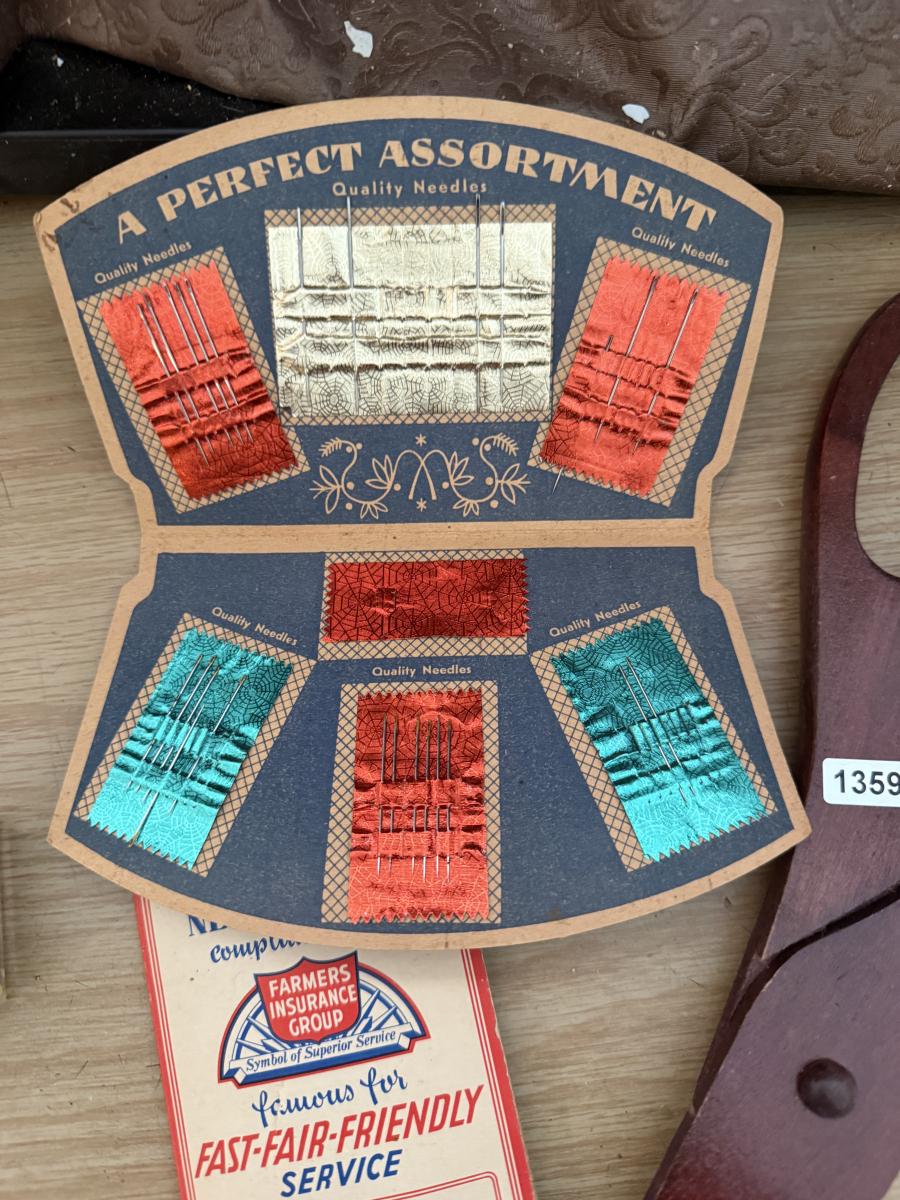 A PERFECT ASSORTMENT
Quality Needles
Quality Needles
Quality Needles
Quality Needles
Quality Needles
Quality Needles
1359
FARMERS
INSURANCE
GROUP
Symbol of Superior Service
famous for
FAST-FAIR-FRIENDLY
SERVICE